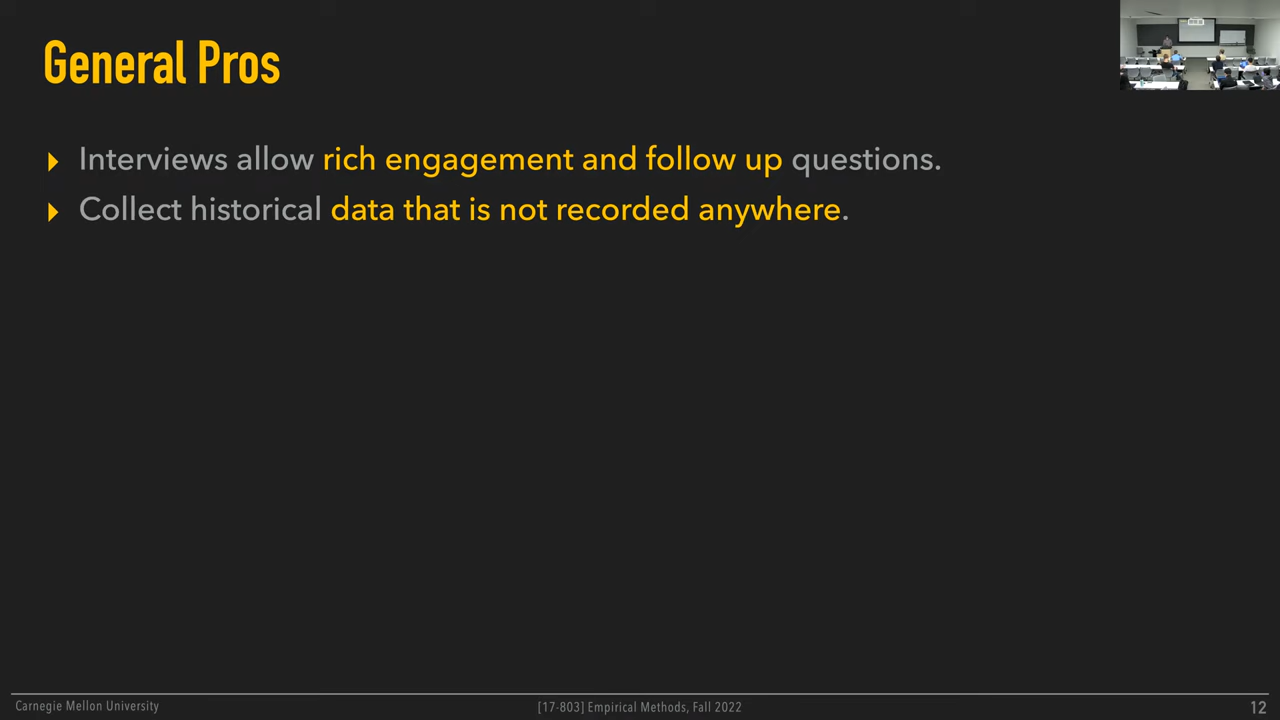 General Pros
Interviews allow rich engagement and follow up questions.
Collect historical data that is not recorded anywhere.
Carnegie Mellon University
[17-803] Empirical Methods, Fall 2022
12